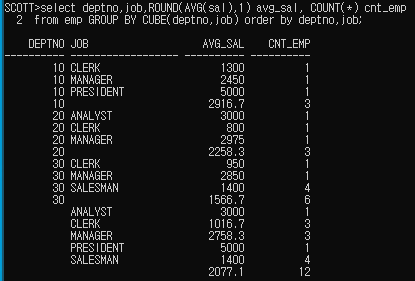 SCOTT>select deptno,job,ROUND(AVG(sal),1) avg_sal, COUNT(*) cnt_emp
  2  from emp GROUP BY CUBE(deptno,job) order by deptno,job;
    DEPTNO JOB                   AVG_SAL    CNT_EMP
---------- ------------------ ---------- ----------
        10 CLERK                    1300          1
        10 MANAGER                  2450          1
        10 PRESIDENT                5000          1
        10                        2916.7          3
        20 ANALYST                  3000          1
        20 CLERK                     800          1
        20 MANAGER                  2975          1
        20                        2258.3          3
        30 CLERK                     950          1
        30 MANAGER                  2850          1
        30 SALESMAN                 1400          4
        30                        1566.7          6
           ANALYST                  3000          1
           CLERK                  1016.7          3
           MANAGER                2758.3          3
           PRESIDENT                5000          1
           SALESMAN                 1400          4
                                  2077.1         12